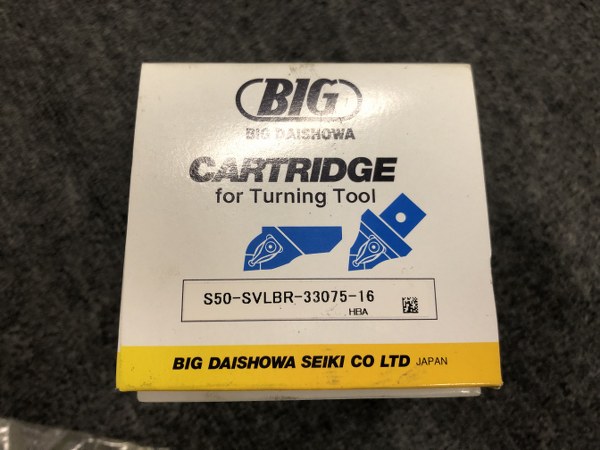 BIG
BIG DAISHOWA
CARTRIDGE
for Turning Tool
S50-SVLBR-33075-16
HBA
BIG DAISHOWA SEIKI CO LTD JAPAN